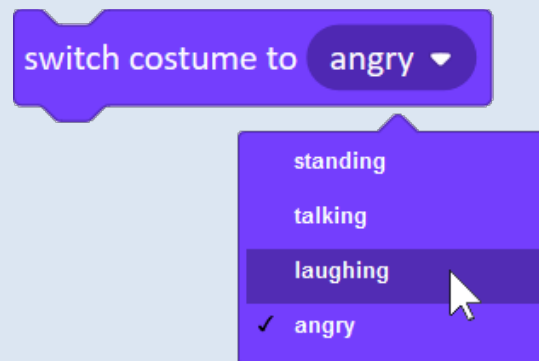 switch costume to angry
standing
talking
laughing
angry